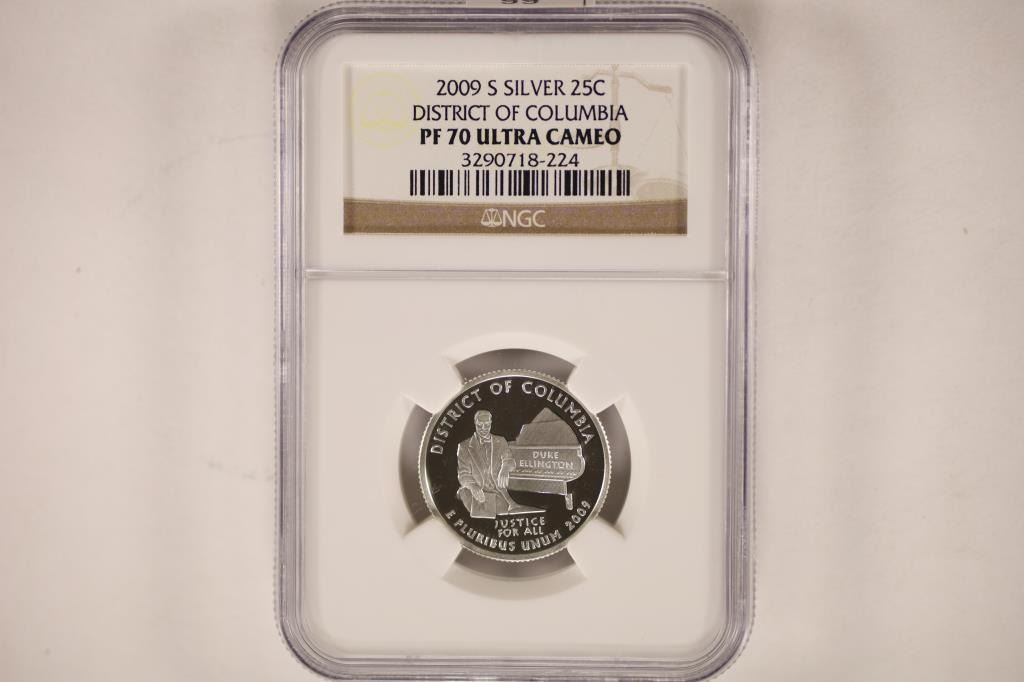 2009 S SILVER 25C
DISTRICT OF COLUMBIA
PF 70 ULTRA CAMEO
3290718-224
NGC
DISTRICT OF COLUMBIA
DUKE
ELLINGTON
JUSTICE
FOR ALL
E PLURIBUS UNUM 2009